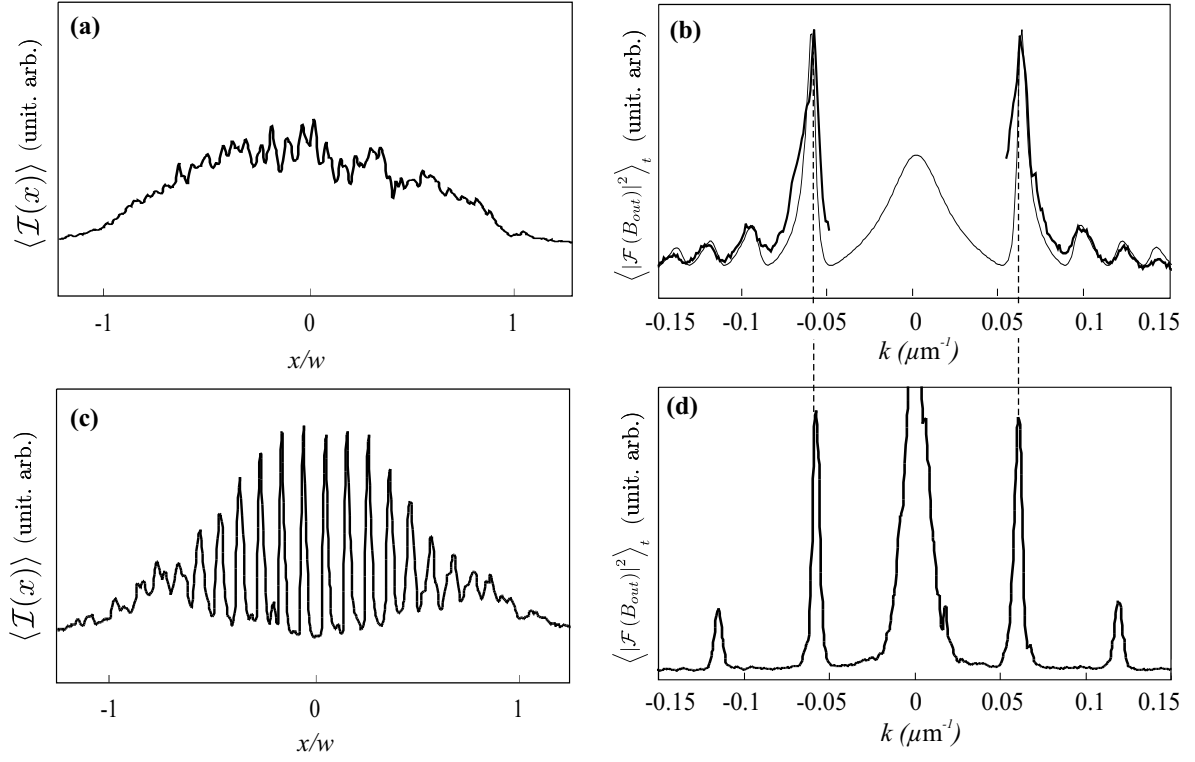 (a)
⟨I(x)⟩ (unit. arb.)
-1 0 1
x/w
(b)
⟨|F(B_out)|²⟩_t (unit. arb.)
-0.15 -0.1 -0.05 0 0.05 0.1 0.15
k (µm⁻¹)
(c)
⟨I(x)⟩ (unit. arb.)
-1 0 1
x/w
(d)
⟨|F(B_out)|²⟩_t (unit. arb.)
-0.15 -0.1 -0.05 0 0.05 0.1 0.15
k (µm⁻¹)